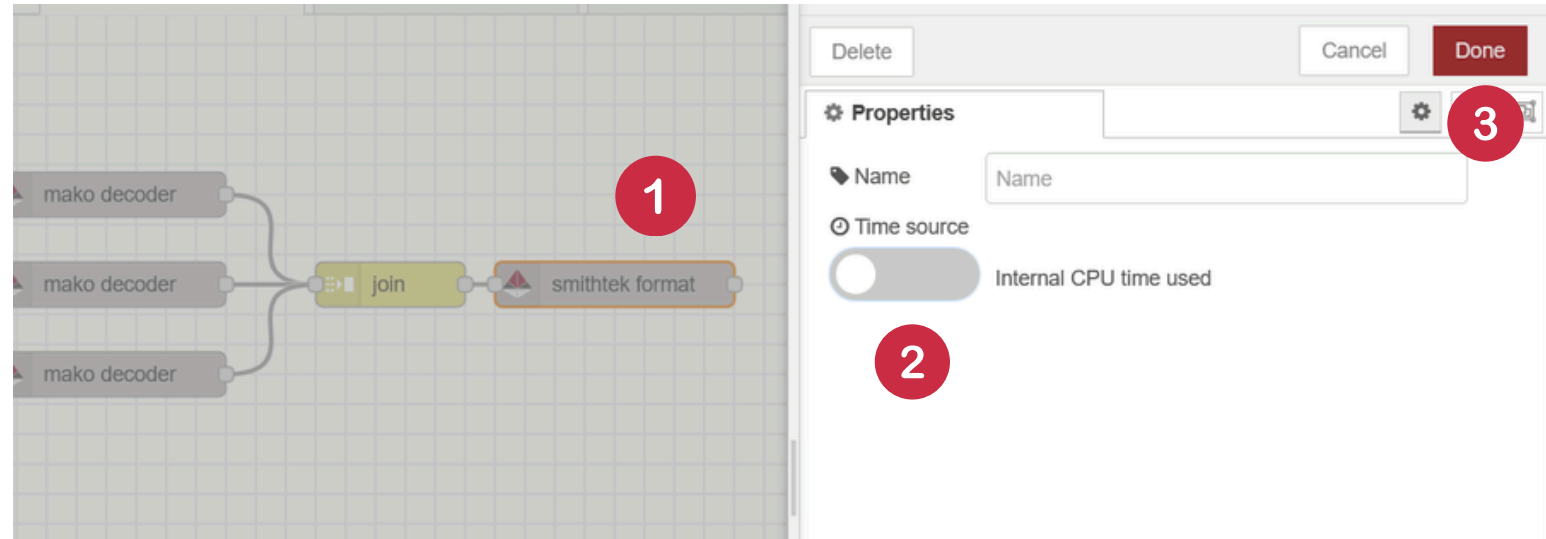 mako decoder
mako decoder
mako decoder
join
smithtek format
1
Delete
Cancel
Done
Properties
3
Name
Name
Time source
Internal CPU time used
2